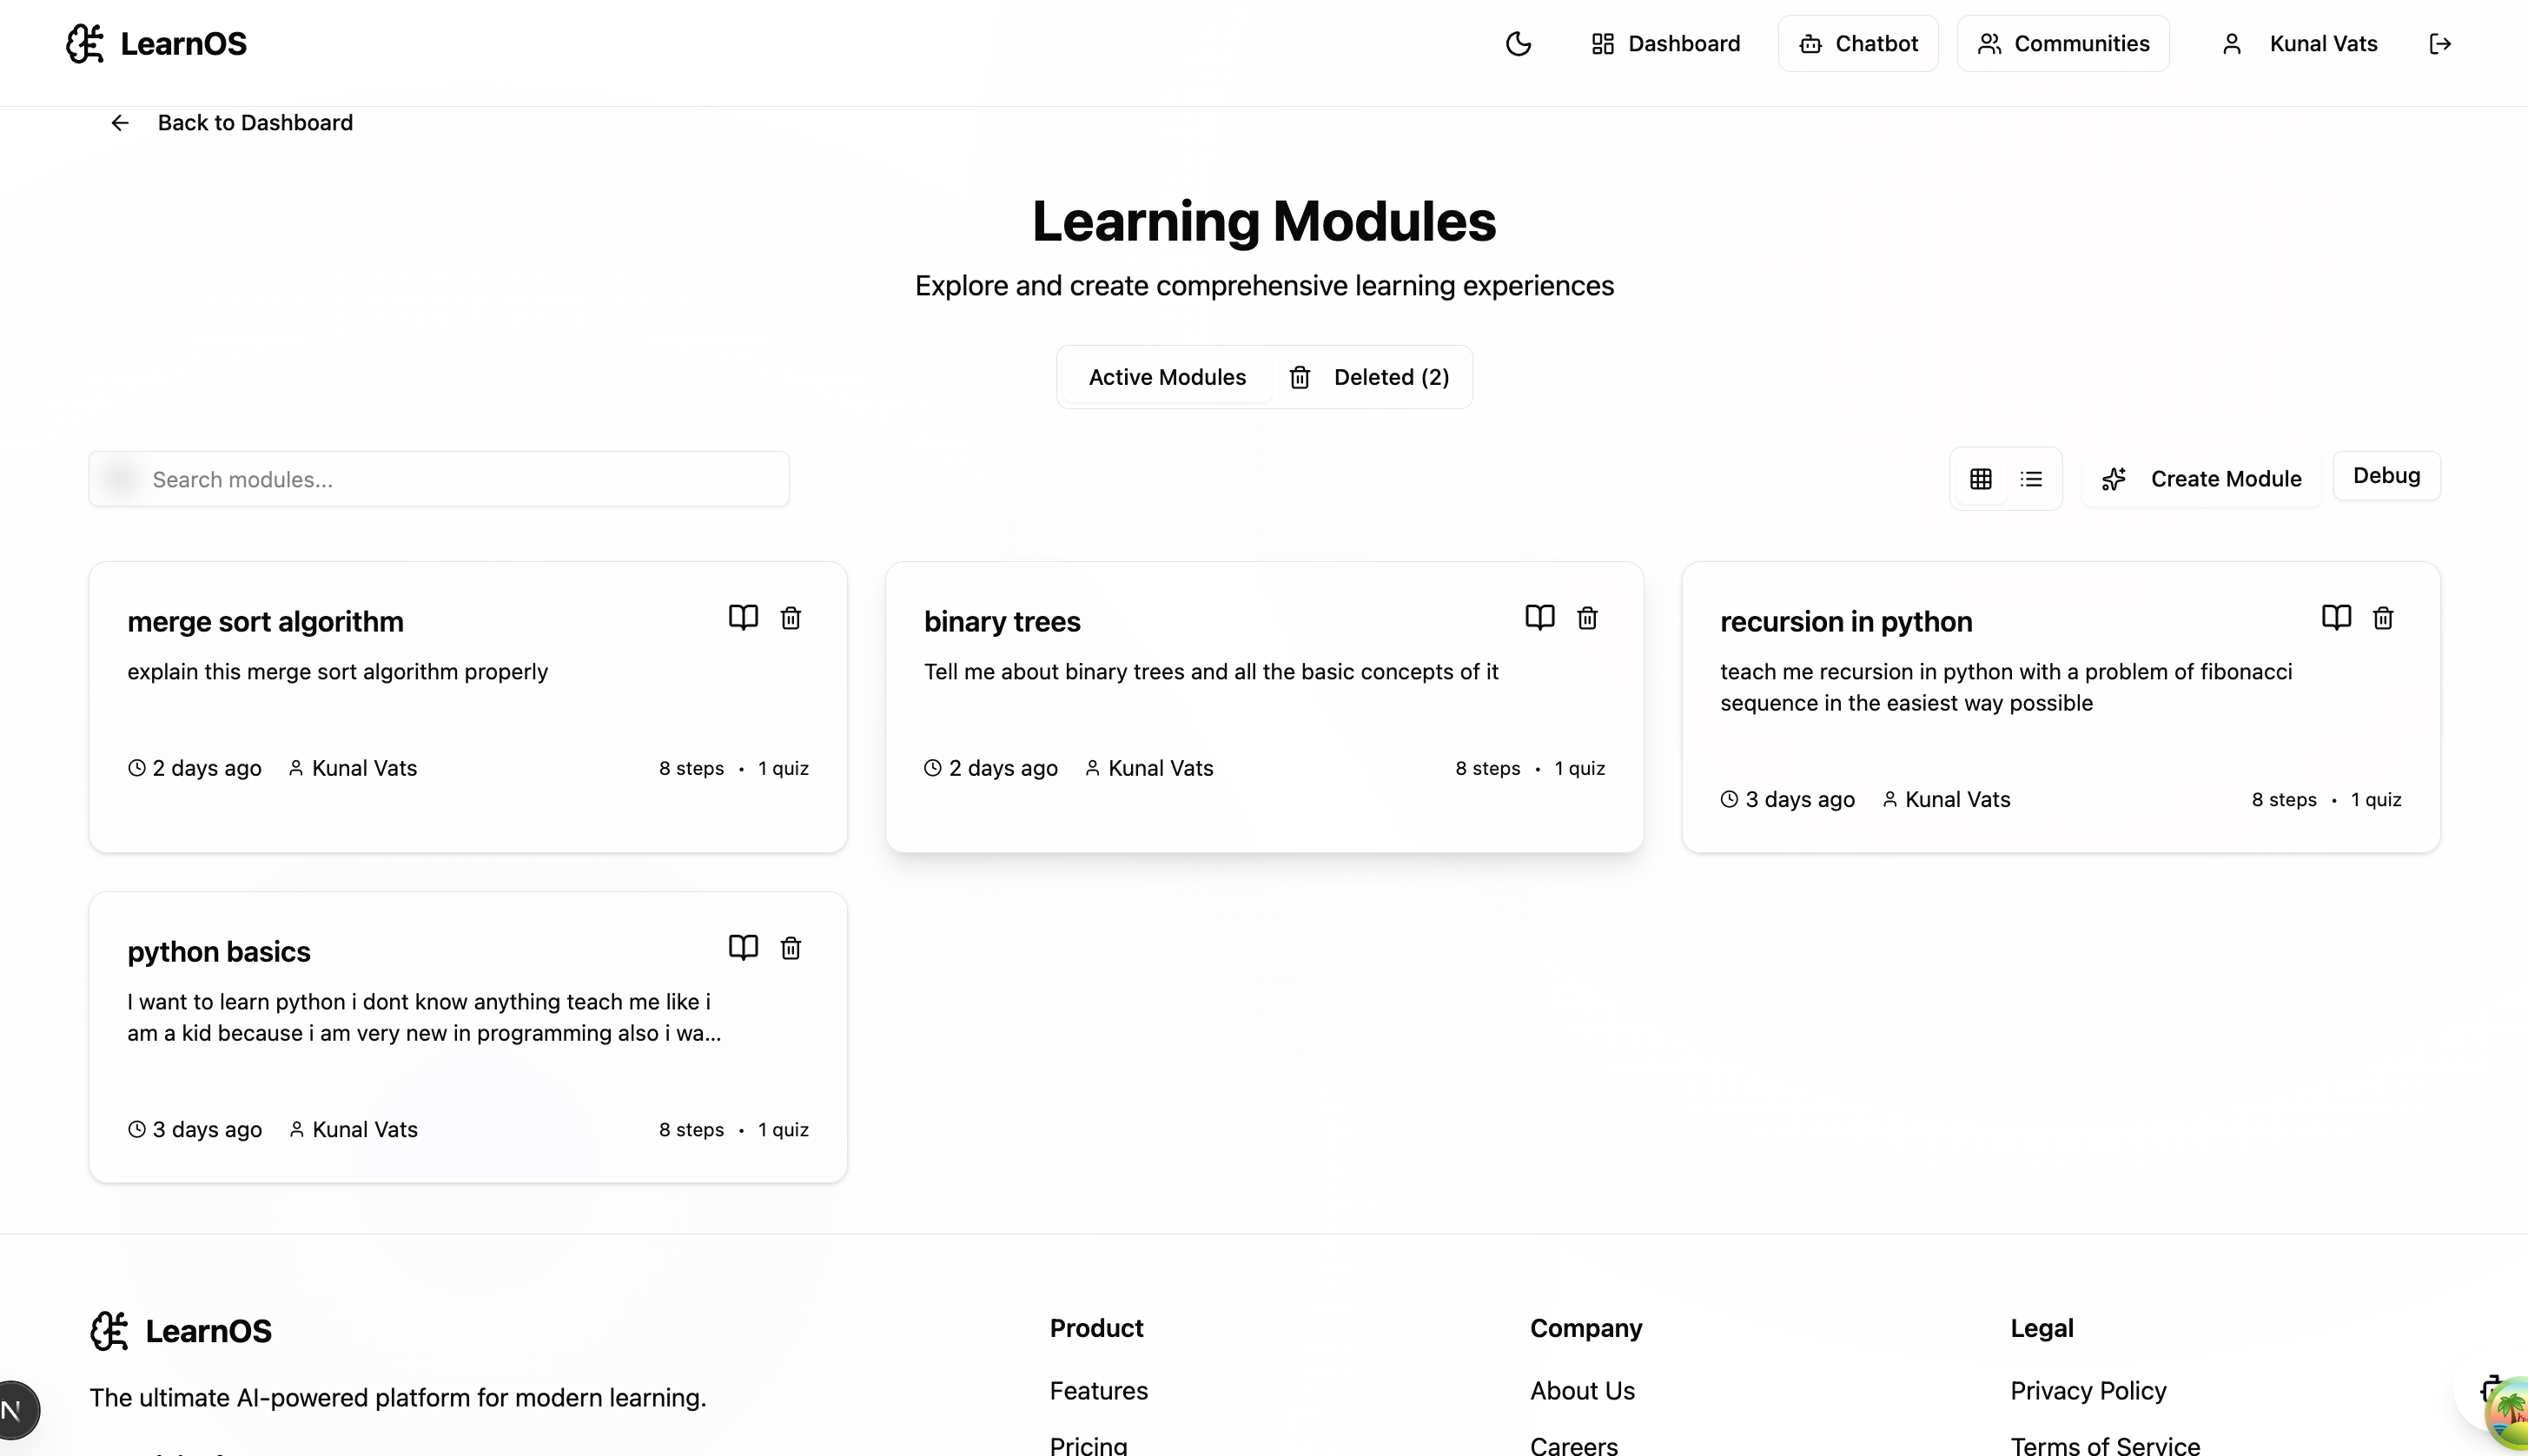 LearnOS
Dashboard
Chatbot
Communities
Kunal Vats
Back to Dashboard
Learning Modules
Explore and create comprehensive learning experiences
Active Modules
Deleted (2)
Search modules...
Create Module
Debug
merge sort algorithm
explain this merge sort algorithm properly
2 days ago
Kunal Vats
8 steps • 1 quiz
binary trees
Tell me about binary trees and all the basic concepts of it
2 days ago
Kunal Vats
8 steps • 1 quiz
recursion in python
teach me recursion in python with a problem of fibonacci
sequence in the easiest way possible
3 days ago
Kunal Vats
8 steps • 1 quiz
python basics
I want to learn python i dont know anything teach me like i
am a kid because i am very new in programming also i wa...
3 days ago
Kunal Vats
8 steps • 1 quiz
LearnOS
The ultimate AI-powered platform for modern learning.
Product
Features
Pricing
Company
About Us
Careers
Legal
Privacy Policy
Terms of Service
N